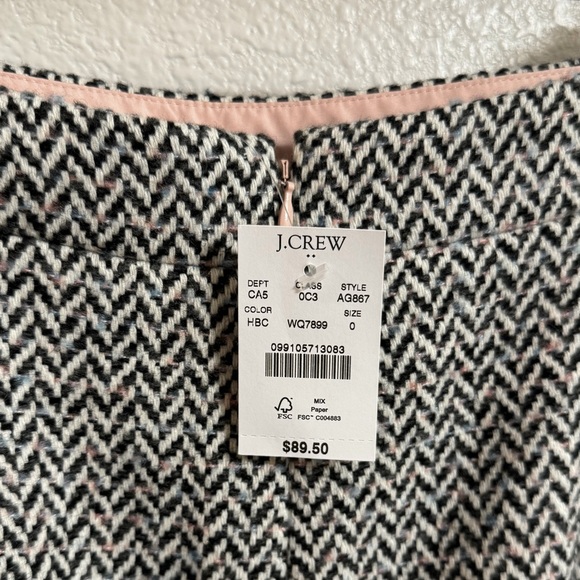 J.CREW
DEPT CLASS STYLE
CA5 0C3 AG867
COLOR SIZE
HBC WQ7899 0
099105713083
MIX
Paper
FSC FSC™ C004883
$89.50